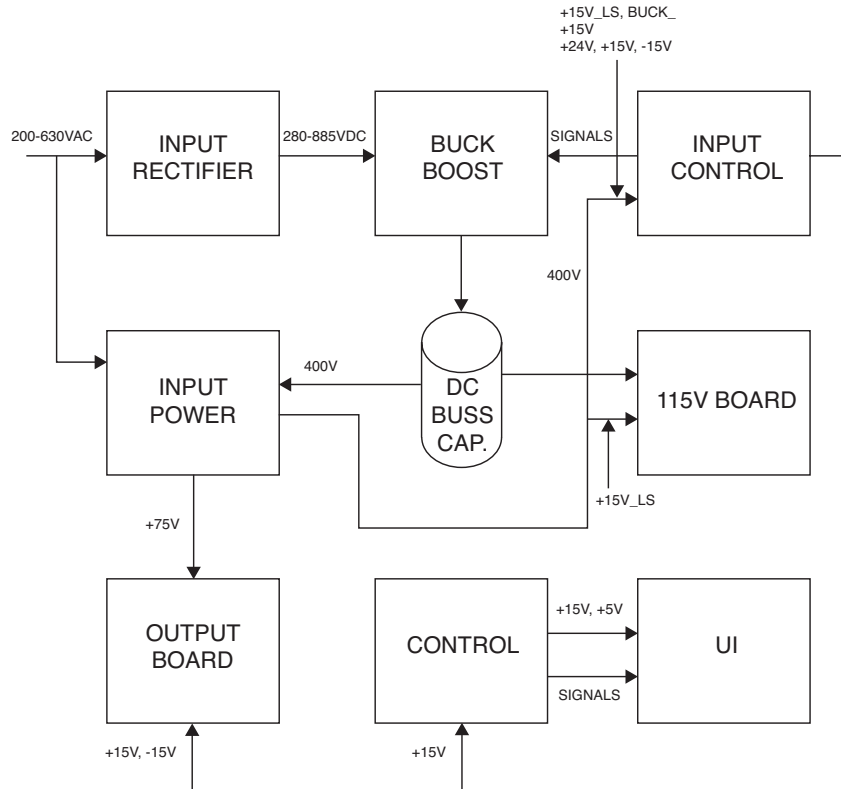 +15V_LS, BUCK_
+15V
+24V, +15V, -15V
200-630VAC
INPUT
RECTIFIER
280-885VDC
BUCK
BOOST
SIGNALS
INPUT
CONTROL
400V
INPUT
POWER
400V
DC
BUSS
CAP.
115V BOARD
+15V_LS
+75V
OUTPUT
BOARD
CONTROL
+15V, +5V
SIGNALS
UI
+15V, -15V
+15V